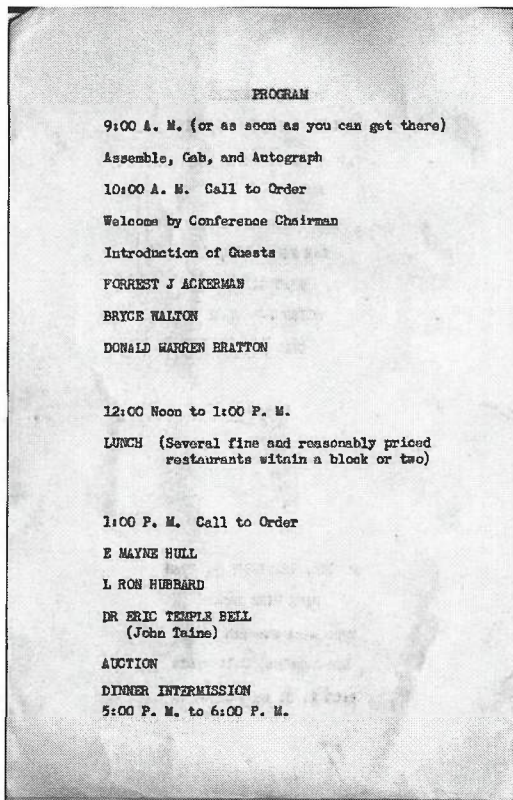 PROGRAM
9:00 A. M. (or as soon as you can get there)
Assemble, Gab, and Autograph
10:00 A. M. Call to Order
Welcome by Conference Chairman
Introduction of Guests
FORREST J ACKERMAN
BRYCE WALTON
DONALD WARREN BRATTON
12:00 Noon to 1:00 P. M.
LUNCH (Several fine and reasonably priced
restaurants witain a block or two)
1:00 P. M. Call to Order
E MAYNE HULL
L RON HUBBARD
DR ERIC TEMPLE BELL
(John Taine)
AUCTION
DINNER INTERMISSION
5:00 P. M. to 6:00 P. M.